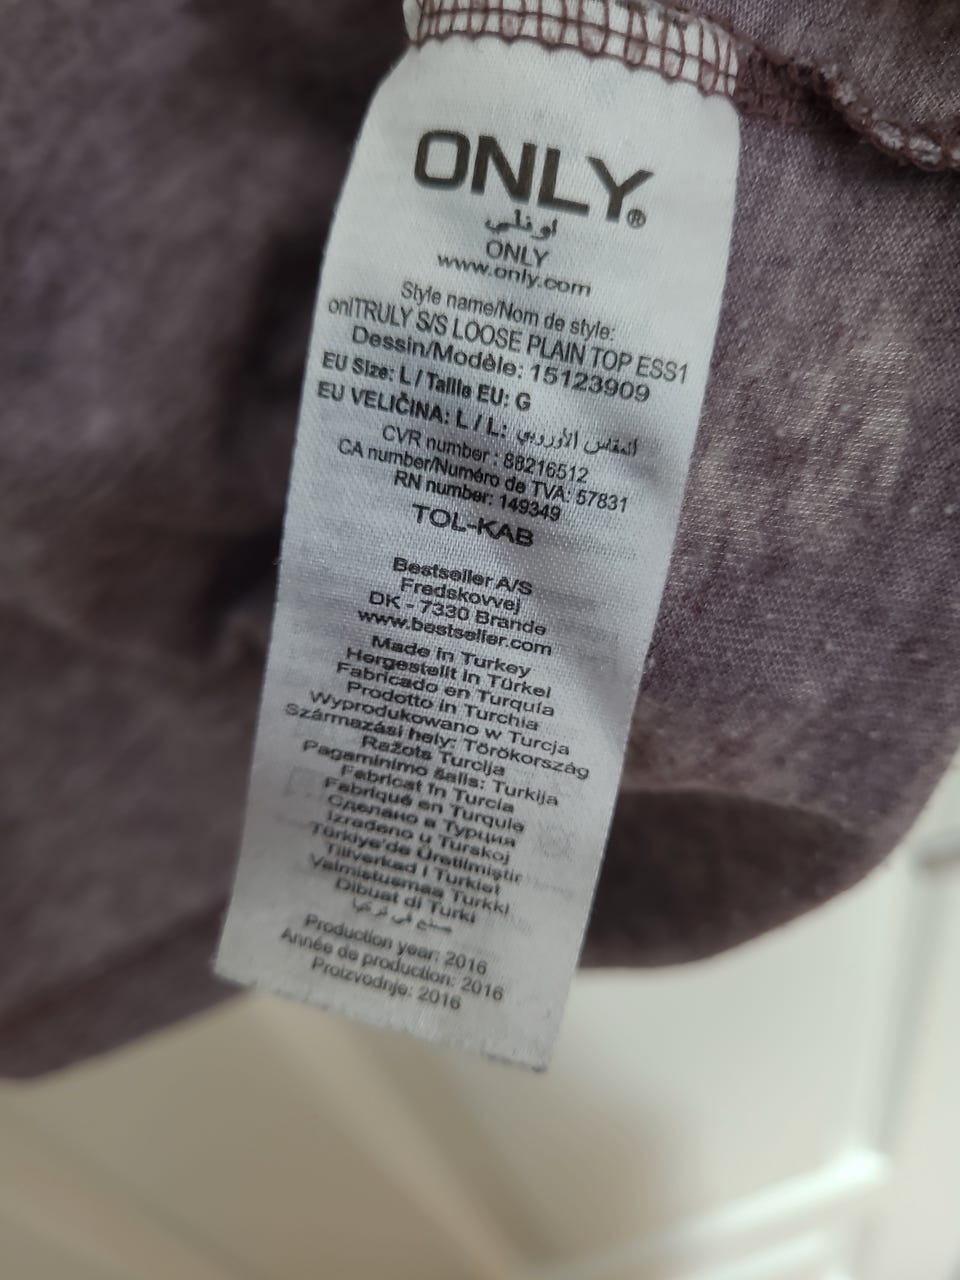 ONLY®
اونلي
ONLY
www.only.com
Style name/Nom de style:
onlTRULY S/S LOOSE PLAIN TOP ESS1
Dessin/Modèle: 15123909
EU Size: L / Taille EU: G
EU VELIČINA: L / L: المقاس الأوروبي
CVR number : 88216512
CA number/Numéro de TVA: 57831
RN number: 149349
TOL-KAB
Bestseller A/S
Fredskovvej
DK - 7330 Brande
www.bestseller.com
Made in Turkey
Hergestellt in Türkei
Fabricado en Turquía
Prodotto in Turchia
Wyprodukowano w Turcja
Származási hely: Törökország
Ražots Turcija
Pagaminimo šalis: Turkija
Fabricat în Turcia
Fabriqué en Turquie
Сделано в Турция
Izrađeno u Turskoj
Türkiye'de Üretilmiştir
Tillverkad i Turkiet
Valmistusmaa Turkki
Dibuat di Turki
صنع في تركيا
Production year: 2016
Année de production: 2016
Proizvodnje: 2016